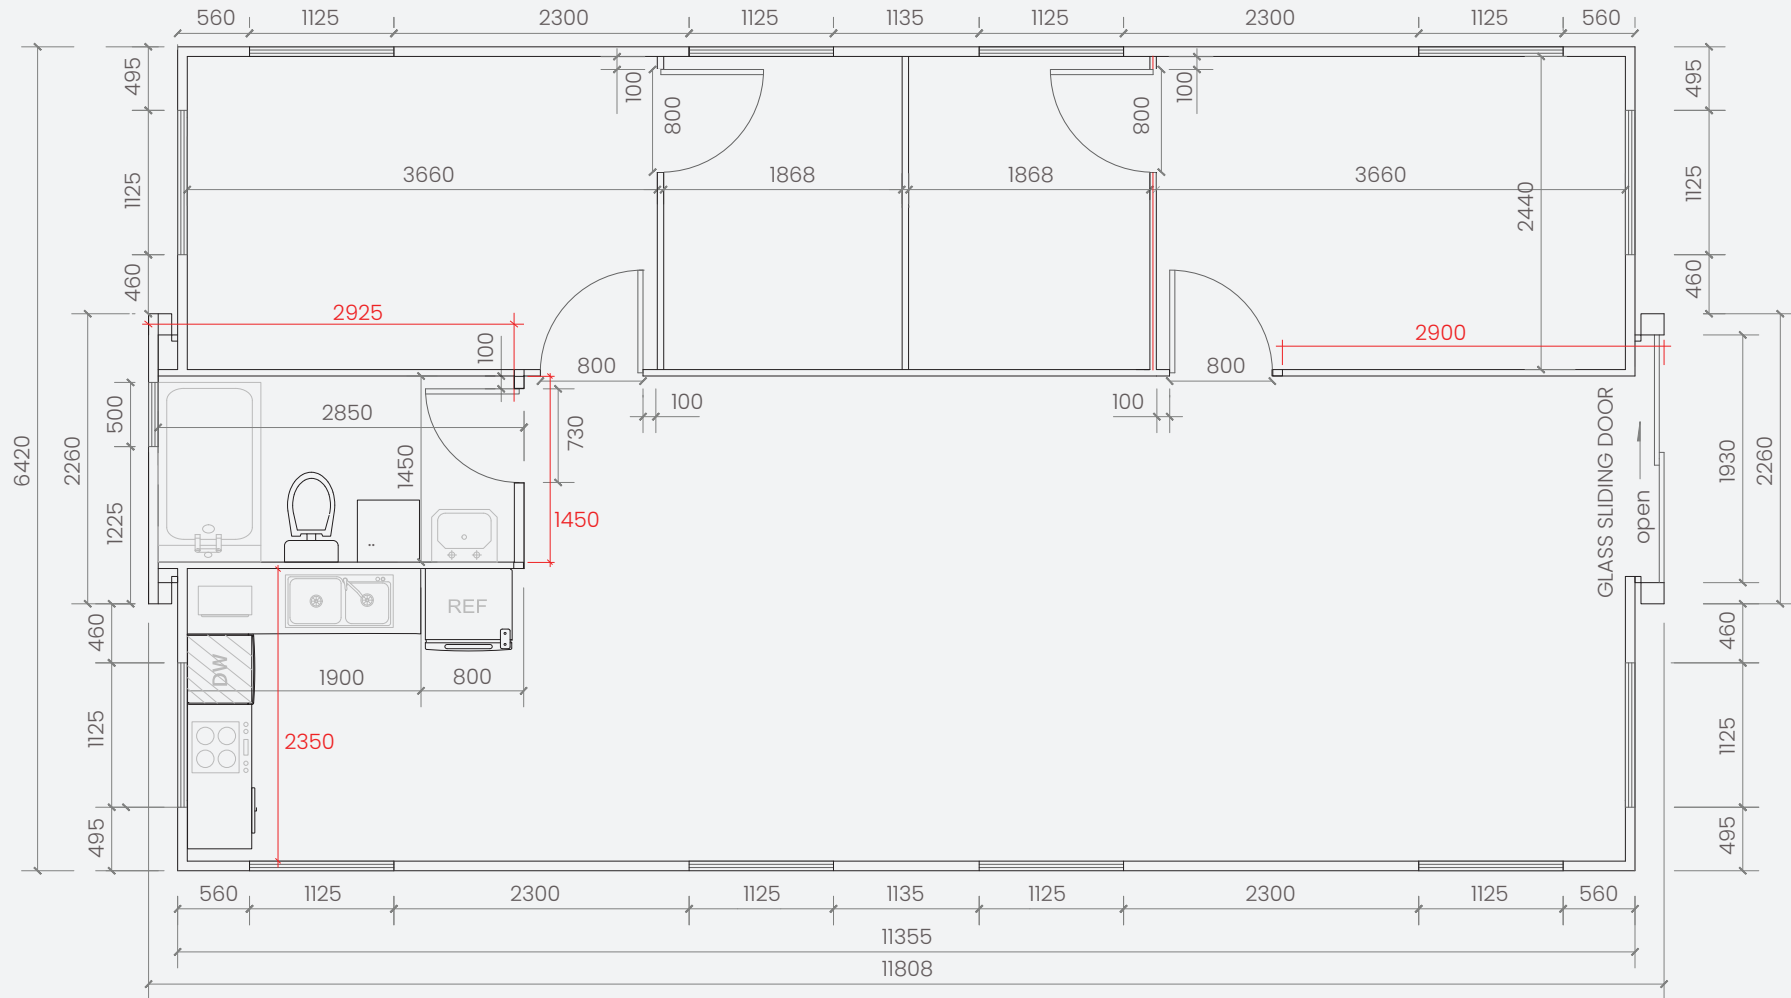 560 1125 2300 1125 1135 1125 2300 1125 560
495 100 800 800 100 495
1125 3660 1868 1868 3660 2440 1125
460 460
2925 2900
100 800 800
500 2850 100 100
730
6420 2260 1450 GLASS SLIDING DOOR 1930 2260
1225 1450 open
REF
460 460
DW 1900 800
1125 2350 1125
495 495
560 1125 2300 1125 1135 1125 2300 1125 560
11355
11808